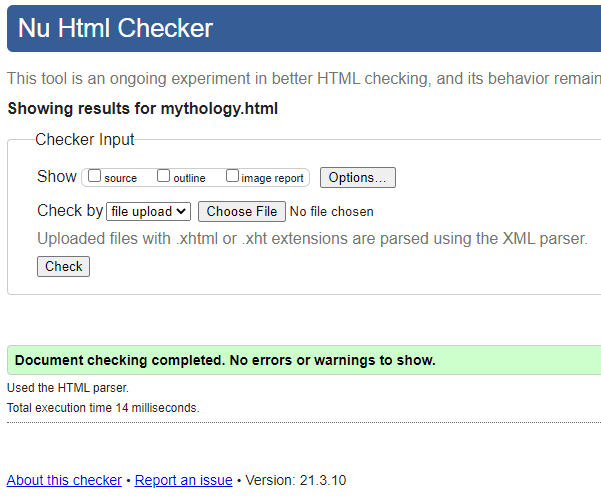 Nu Html Checker
This tool is an ongoing experiment in better HTML checking, and its behavior remain
Showing results for mythology.html
Checker Input
Show source outline image report Options...
Check by file upload Choose File No file chosen
Uploaded files with .xhtml or .xht extensions are parsed using the XML parser.
Check
Document checking completed. No errors or warnings to show.
Used the HTML parser.
Total execution time 14 milliseconds.
About this checker • Report an issue • Version: 21.3.10